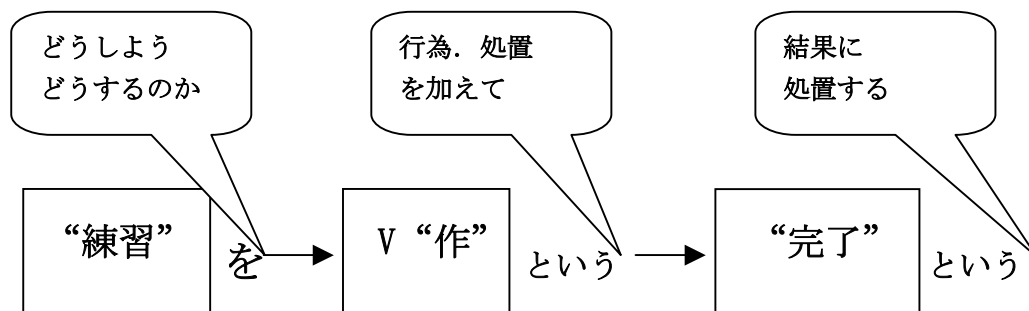 どうしよう
どうするのか
行為．処置
を加えて
結果に
処置する
“練習”
を
V“作”
という
“完了”
という